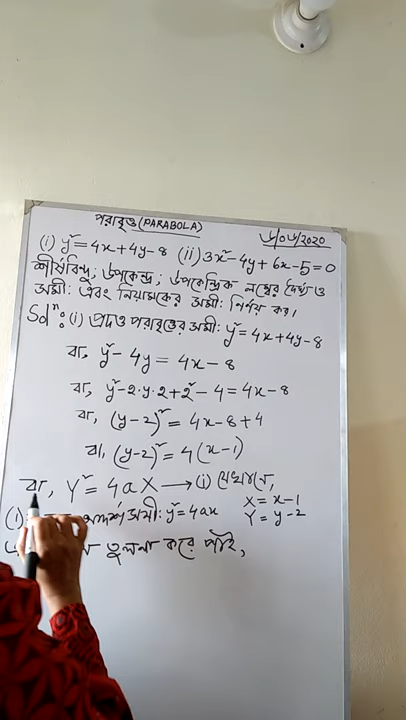 পরাবৃত্ত (PARABOLA)
(i) y² = 4x + 4y - 8 (ii) 3x² - 4y + 6x - 5 = 0
শীর্ষবিন্দু; উপকেন্দ্র; উপকেন্দ্রিক লম্বের দৈর্ঘ্য ও
সমী: এবং নিয়ামকের সমী: নির্ণয় কর।
Solⁿ: (i) প্রদত্ত পরাবৃত্তের সমী: y² = 4x + 4y - 8
বা, y² - 4y = 4x - 8
বা, y² - 2·y·2 + 2² - 4 = 4x - 8
বা, (y-2)² = 4x - 8 + 4
বা, (y-2)² = 4(x-1)
বা, Y² = 4aX → (i) যেখানে,
X = x-1
Y = y-2
(i) আদর্শ সমী: y² = 4ax
তুলনা করে পাই,